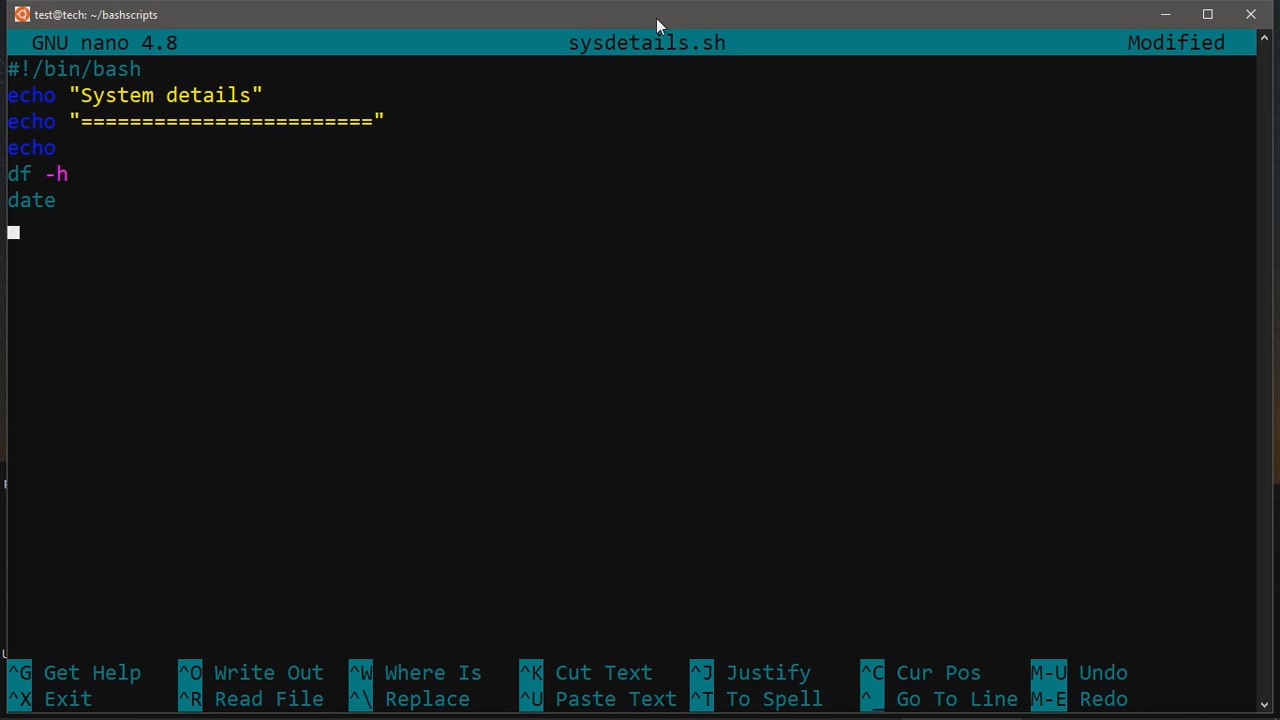 test@tech: ~/bashscripts
GNU nano 4.8 sysdetails.sh Modified
#!/bin/bash
echo "System details"
echo "========================"
echo
df -h
date
^G Get Help ^O Write Out ^W Where Is ^K Cut Text ^J Justify ^C Cur Pos M-U Undo
^X Exit ^R Read File ^\ Replace ^U Paste Text ^T To Spell ^_ Go To Line M-E Redo